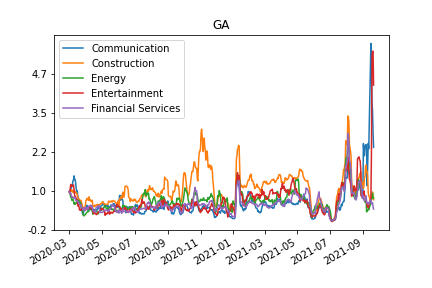 GA
Communication
Construction
Energy
Entertainment
Financial Services
4.7
3.5
2.2
1.0
-0.2
2020-03
2020-05
2020-07
2020-09
2020-11
2021-01
2021-03
2021-05
2021-07
2021-09